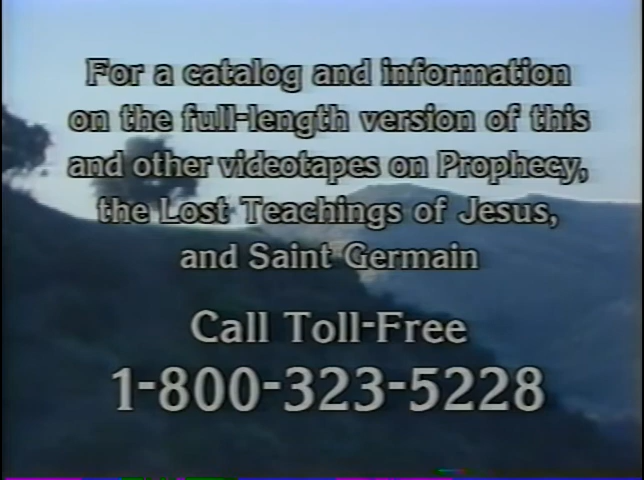 For a catalog and information
on the full-length version of this
and other videotapes on Prophecy,
the Lost Teachings of Jesus,
and Saint Germain
Call Toll-Free
1-800-323-5228